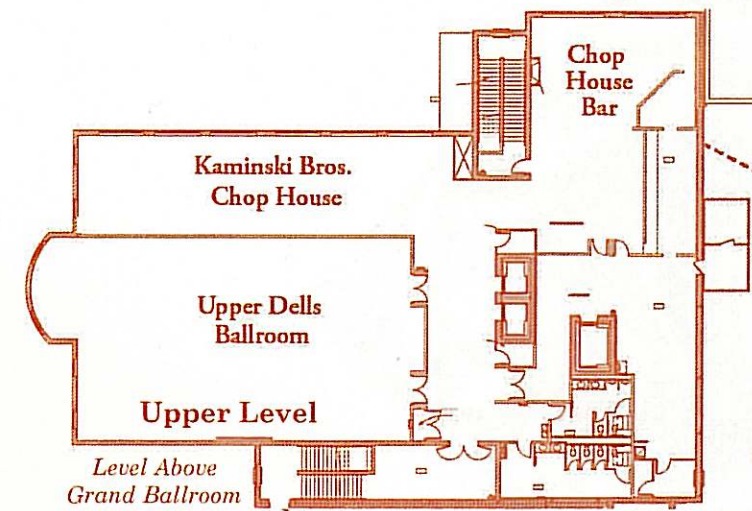 Chop
House
Bar
Kaminski Bros.
Chop House
Upper Dells
Ballroom
Upper Level
Level Above
Grand Ballroom